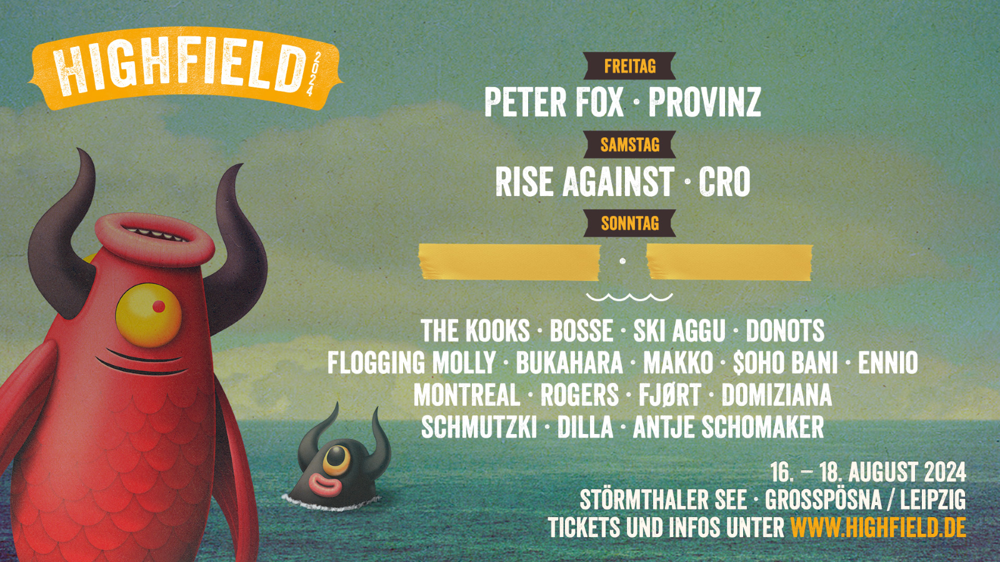 HIGHFIELD 2024
FREITAG
PETER FOX · PROVINZ
SAMSTAG
RISE AGAINST · CRO
SONNTAG
·
THE KOOKS · BOSSE · SKI AGGU · DONOTS
FLOGGING MOLLY · BUKAHARA · MAKKO · $OHO BANI · ENNIO
MONTREAL · ROGERS · FJØRT · DOMIZIANA
SCHMUTZKI · DILLA · ANTJE SCHOMAKER
16. – 18. AUGUST 2024
STÖRMTHALER SEE · GROSSPÖSNA / LEIPZIG
TICKETS UND INFOS UNTER WWW.HIGHFIELD.DE